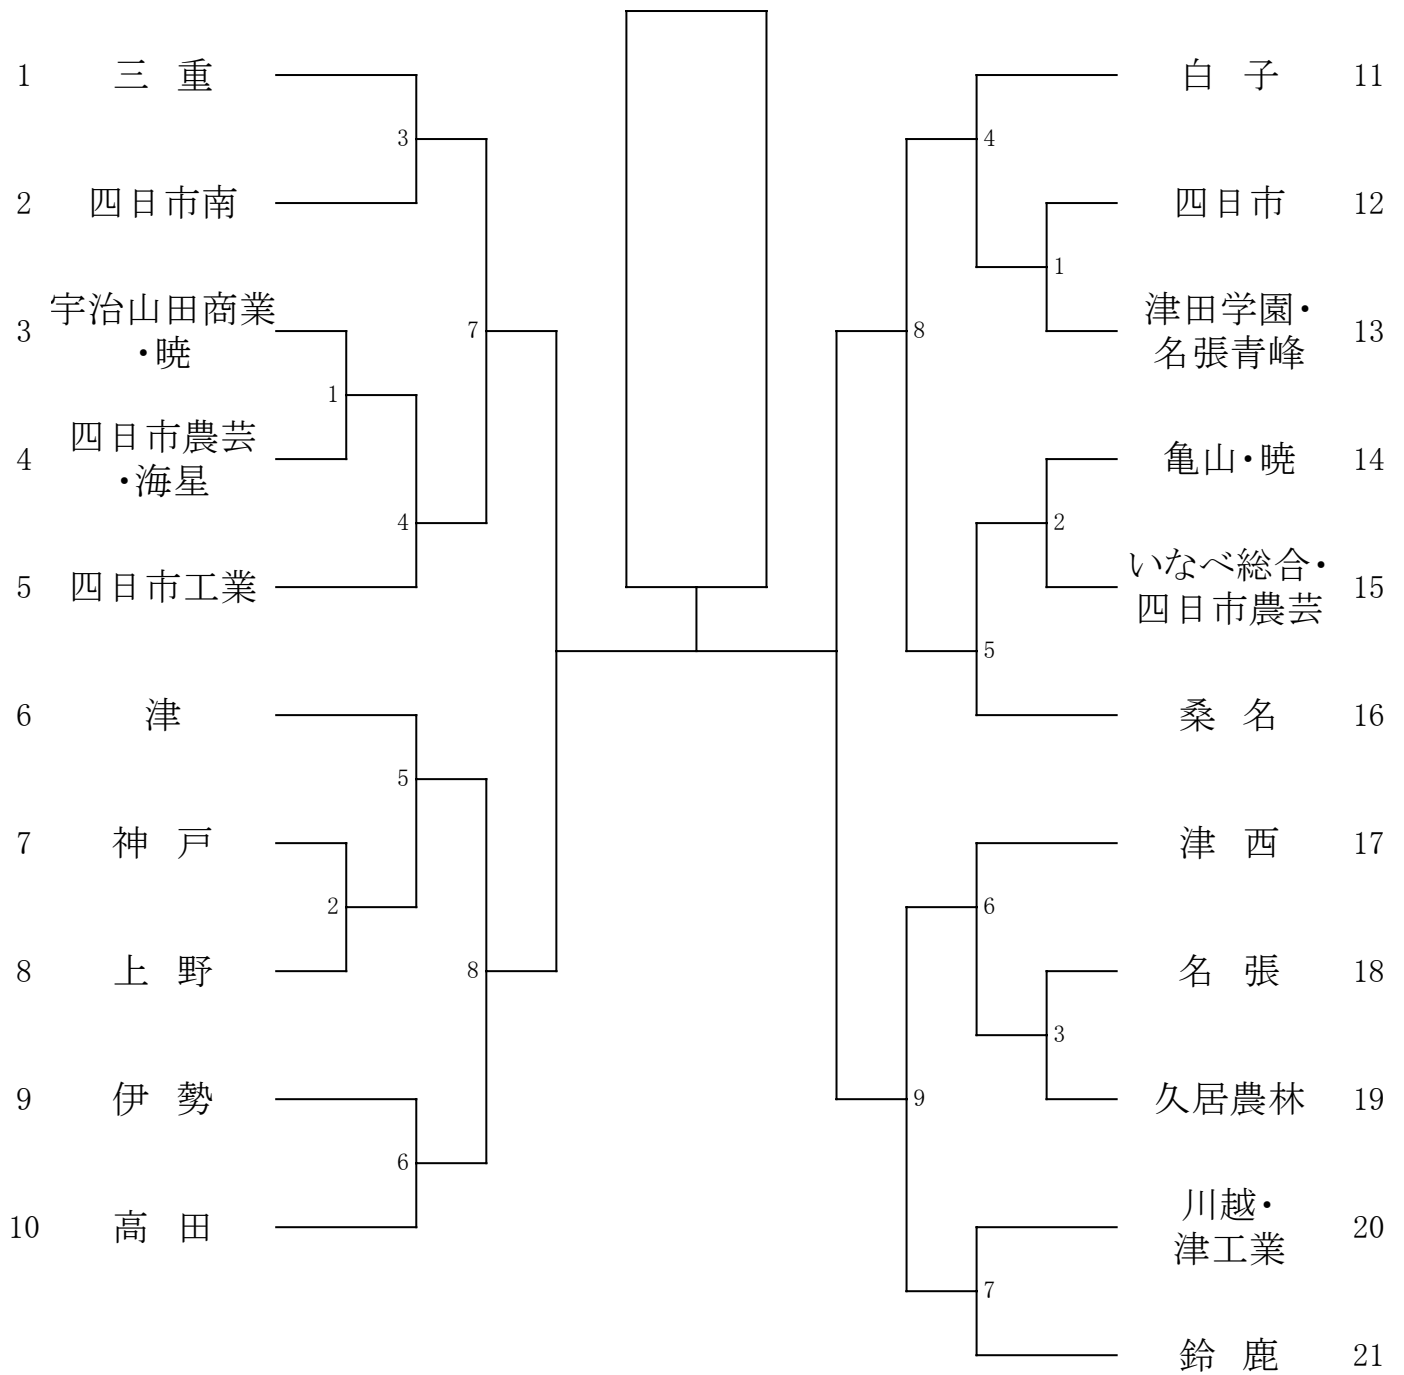 1 三 重
2 四日市南
3 宇治山田商業
・暁
4 四日市農芸
・海星
5 四日市工業
6 津
7 神 戸
8 上 野
9 伊 勢
10 高 田
3
1
4
7
5
2
6
8
白 子 11
四日市 12
津田学園・
名張青峰 13
亀山・暁 14
いなべ総合・
四日市農芸 15
桑 名 16
津 西 17
名 張 18
久居農林 19
川越・
津工業 20
鈴 鹿 21
4
1
8
2
5
6
3
9
7